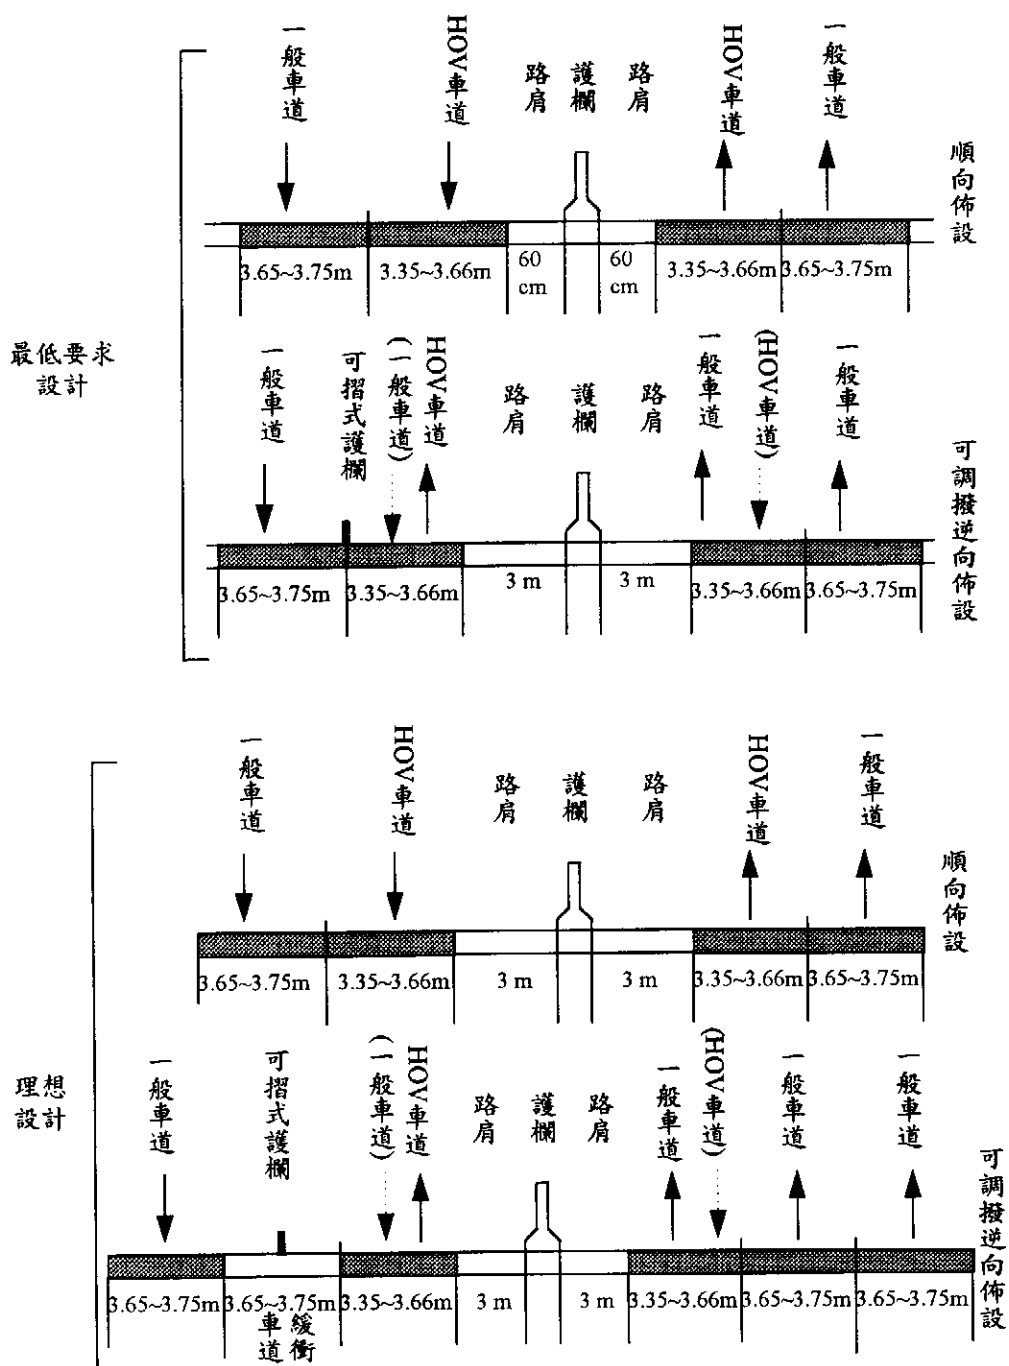 最低要求
設計
一般車道
HOV車道
路肩
護欄
路肩
HOV車道
一般車道
順向佈設
3.65~3.75m
3.35~3.66m
60
cm
60
cm
3.35~3.66m
3.65~3.75m
一般車道
可摺式護欄
(一般車道)
HOV車道
路肩
護欄
路肩
一般車道
(HOV車道)
一般車道
可調撥逆向佈設
3.65~3.75m
3.35~3.66m
3 m
3 m
3.35~3.66m
3.65~3.75m
理想
設計
一般車道
HOV車道
路肩
護欄
路肩
HOV車道
一般車道
順向佈設
3.65~3.75m
3.35~3.66m
3 m
3 m
3.35~3.66m
3.65~3.75m
一般車道
可摺式護欄
(一般車道)
HOV車道
路肩
護欄
路肩
一般車道
(HOV車道)
一般車道
一般車道
可調撥逆向佈設
3.65~3.75m
3.65~3.75m
3.35~3.66m
3 m
3 m
3.35~3.66m
3.65~3.75m
3.65~3.75m
緩衝
車道